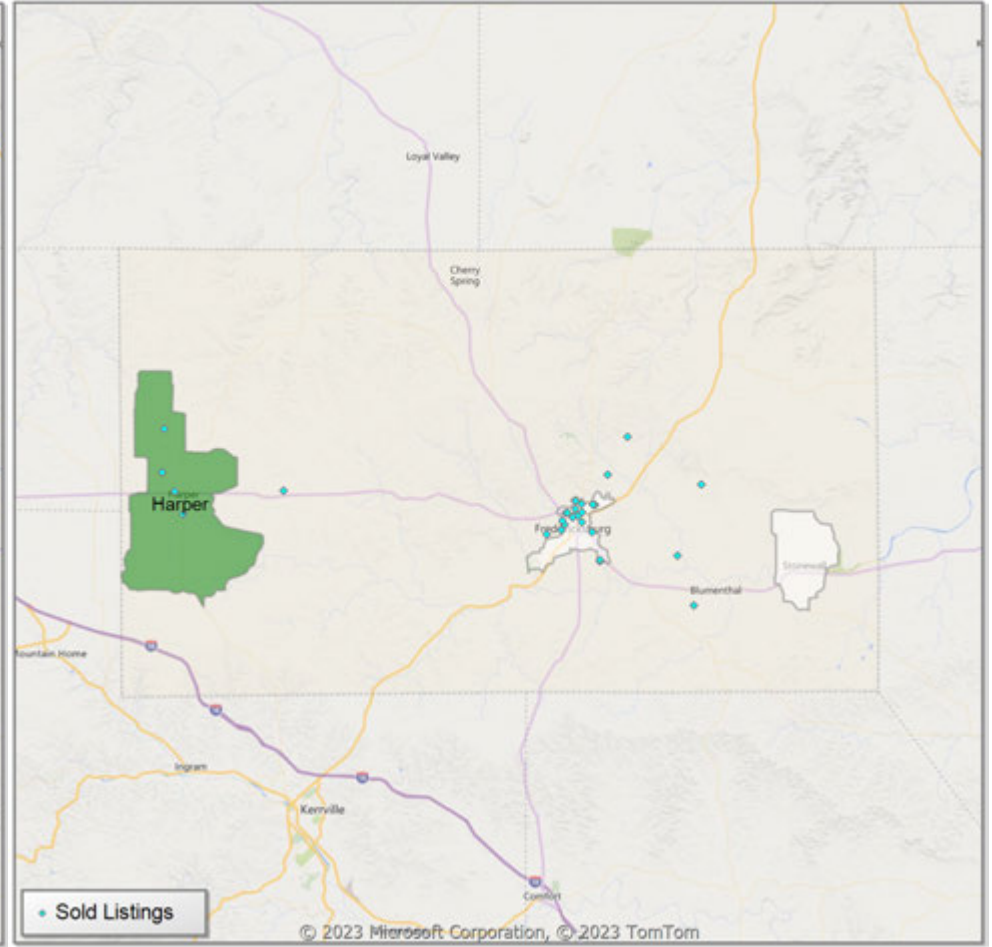 Loyal Valley
Cherry
Spring
Harper
Harper
Fredericksburg
Stonewall
Blumenthal
Mountain Home
Ingram
Kerrville
Comfort
Sold Listings
© 2023 Microsoft Corporation, © 2023 TomTom